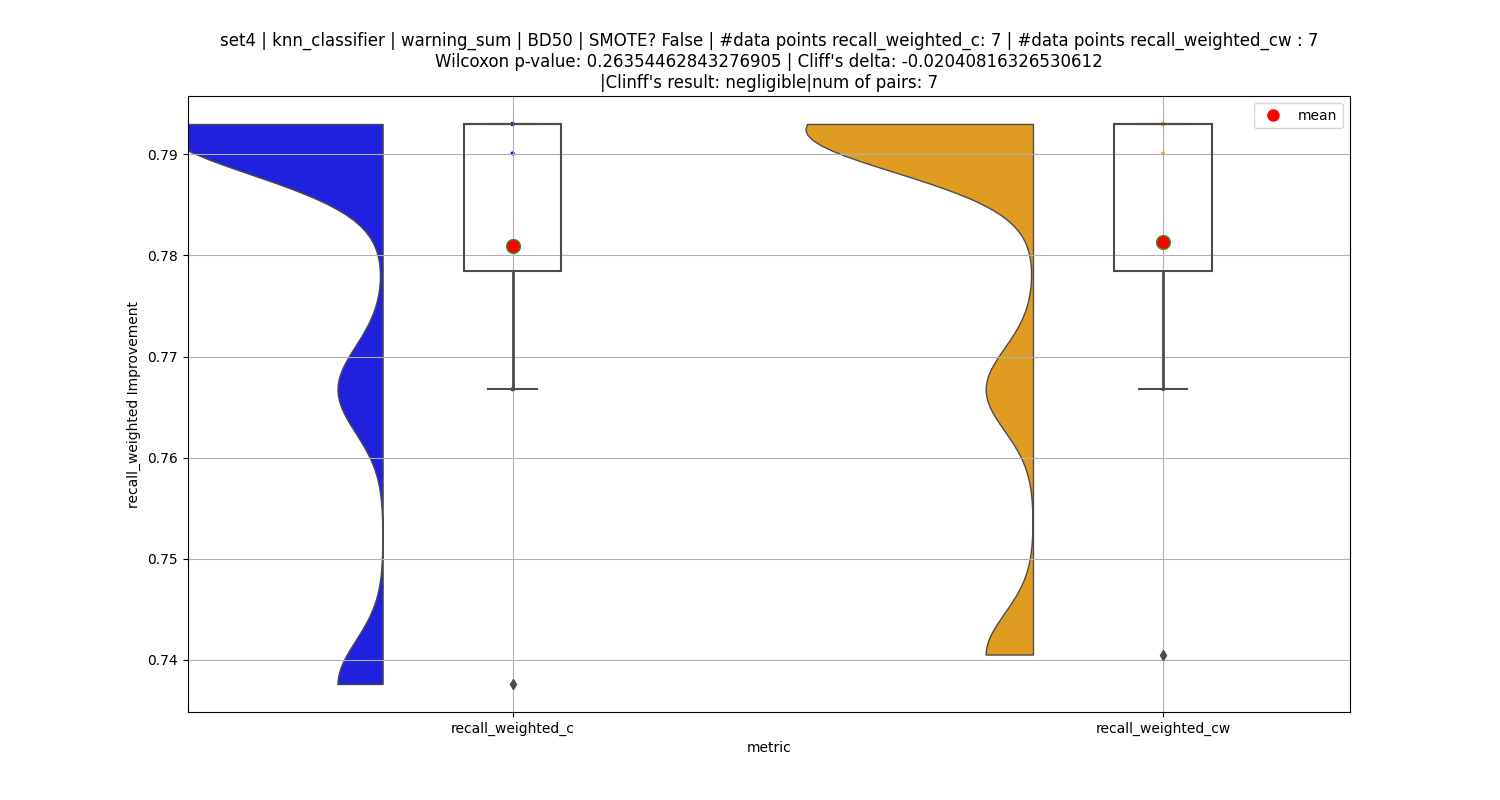 set4 | knn_classifier | warning_sum | BD50 | SMOTE? False | #data points recall_weighted_c: 7 | #data points recall_weighted_cw : 7
Wilcoxon p-value: 0.26354462843276905 | Cliff's delta: -0.02040816326530612
|Clinff's result: negligible|num of pairs: 7
mean
0.79
0.78
0.77
0.76
0.75
0.74
recall_weighted Improvement
recall_weighted_c
recall_weighted_cw
metric